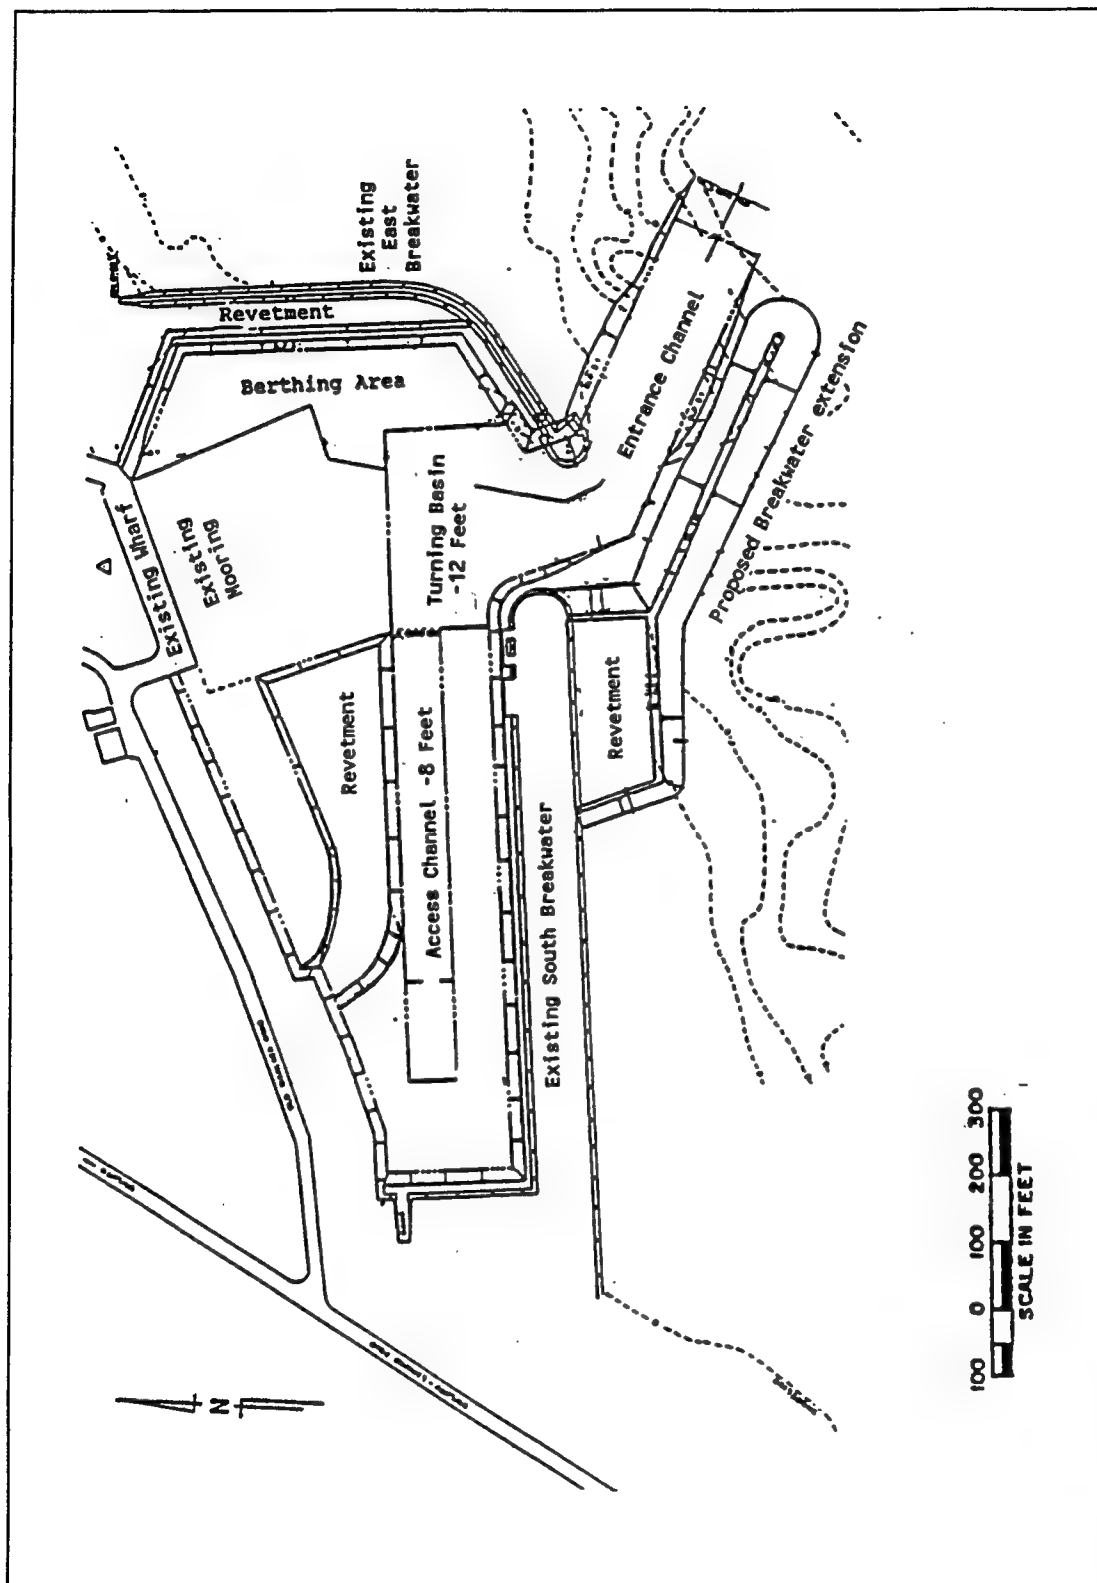 Existing
East
Breakwater
Revetment
Berthing Area
Existing Wharf
Existing
Mooring
Turning Basin
-12 Feet
Entrance Channel
Proposed Breakwater extension
Revetment
Access Channel -8 Feet
Revetment
Existing South Breakwater
N
100 0 100 200 300
SCALE IN FEET